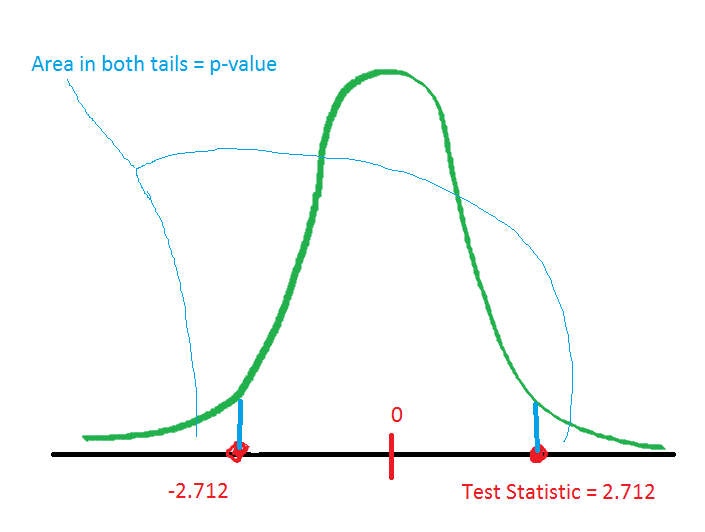 Area in both tails = p-value
0
-2.712
Test Statistic = 2.712